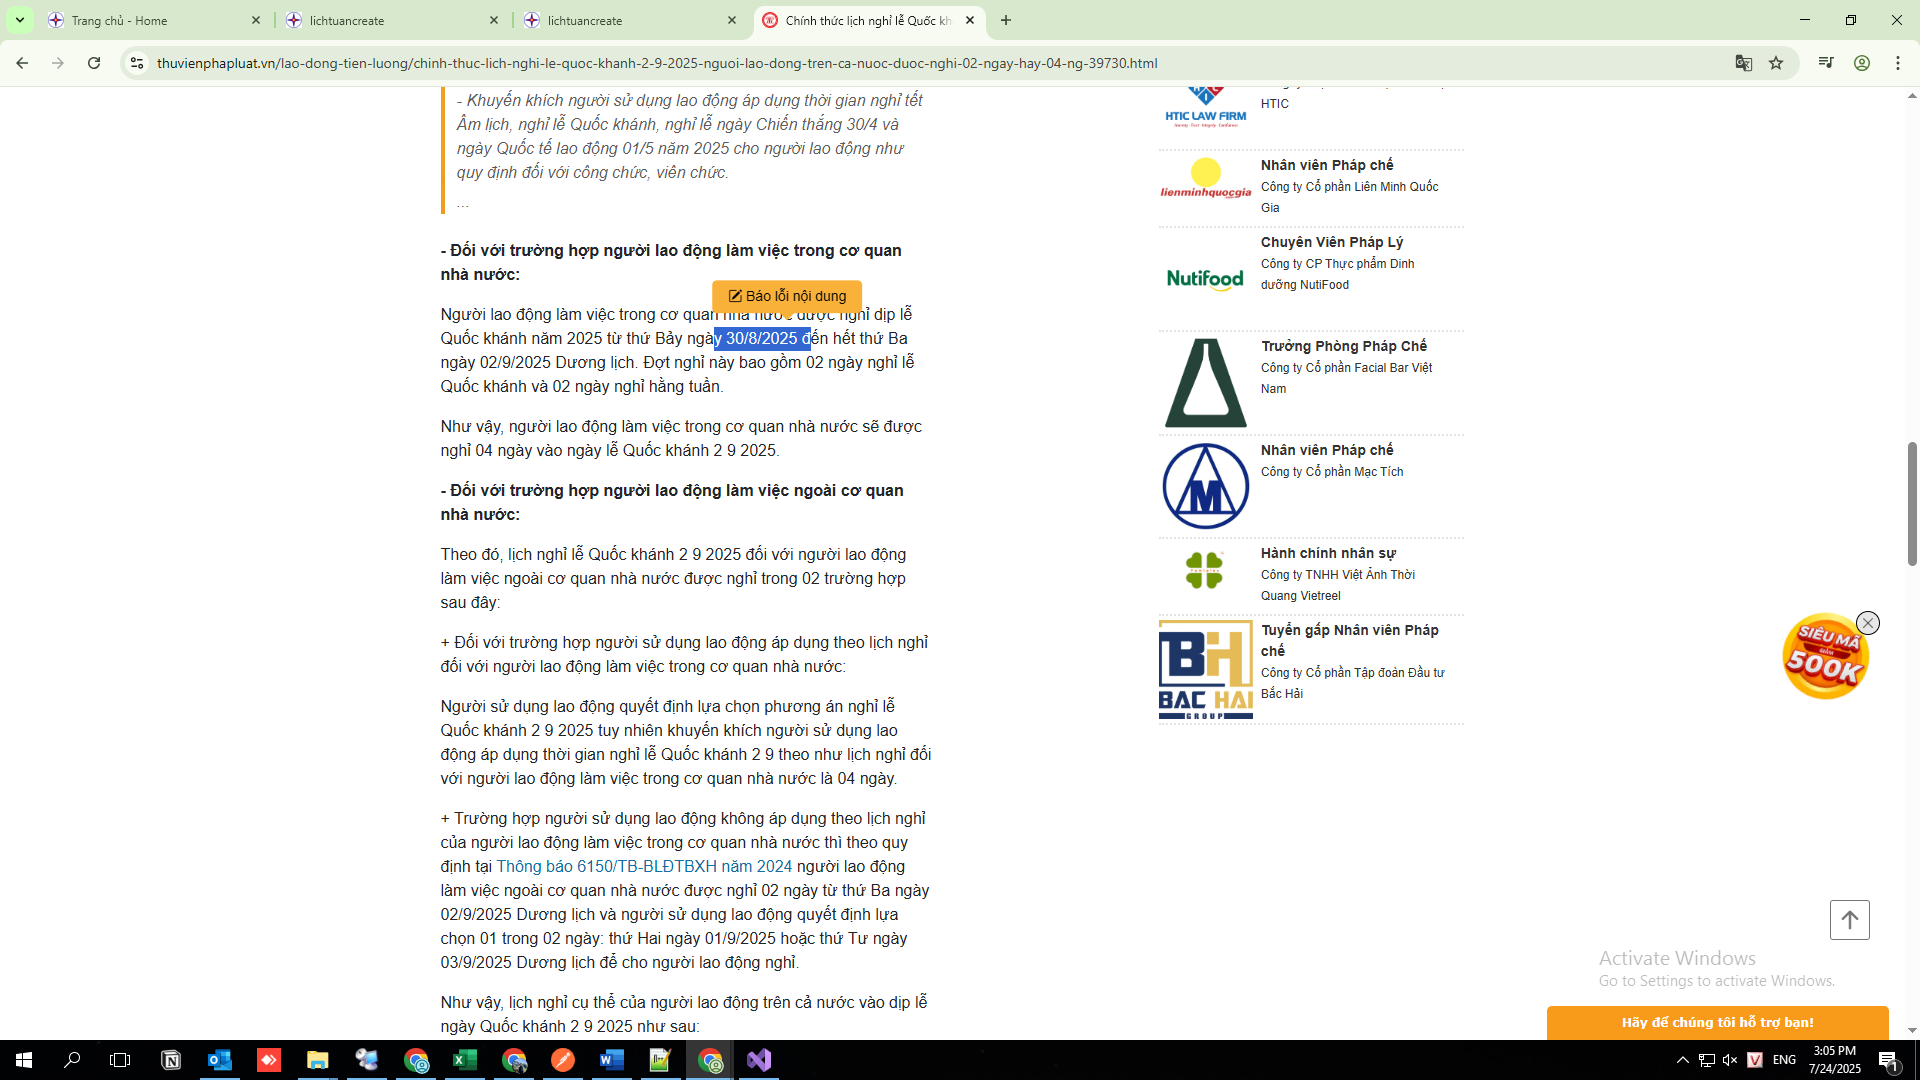 Trang chủ - Home
lichtuancreate
lichtuancreate
Chính thức lịch nghỉ lễ Quốc kh
thuvienphapluat.vn/lao-dong-tien-luong/chinh-thuc-lich-nghi-le-quoc-khanh-2-9-2025-nguoi-lao-dong-tren-ca-nuoc-duoc-nghi-02-ngay-hay-04-ng-39730.html
- Khuyến khích người sử dụng lao động áp dụng thời gian nghỉ tết
Âm lịch, nghỉ lễ Quốc khánh, nghỉ lễ ngày Chiến thắng 30/4 và
ngày Quốc tế lao động 01/5 năm 2025 cho người lao động như
quy định đối với công chức, viên chức.
...
- Đối với trường hợp người lao động làm việc trong cơ quan
nhà nước:
Báo lỗi nội dung
Người lao động làm việc trong cơ quan nhà nước được nghỉ dịp lễ
Quốc khánh năm 2025 từ thứ Bảy ngày 30/8/2025 đến hết thứ Ba
ngày 02/9/2025 Dương lịch. Đợt nghỉ này bao gồm 02 ngày nghỉ lễ
Quốc khánh và 02 ngày nghỉ hằng tuần.
Như vậy, người lao động làm việc trong cơ quan nhà nước sẽ được
nghỉ 04 ngày vào ngày lễ Quốc khánh 2 9 2025.
- Đối với trường hợp người lao động làm việc ngoài cơ quan
nhà nước:
Theo đó, lịch nghỉ lễ Quốc khánh 2 9 2025 đối với người lao động
làm việc ngoài cơ quan nhà nước được nghỉ trong 02 trường hợp
sau đây:
+ Đối với trường hợp người sử dụng lao động áp dụng theo lịch nghỉ
đối với người lao động làm việc trong cơ quan nhà nước:
Người sử dụng lao động quyết định lựa chọn phương án nghỉ lễ
Quốc khánh 2 9 2025 tuy nhiên khuyến khích người sử dụng lao
động áp dụng thời gian nghỉ lễ Quốc khánh 2 9 theo như lịch nghỉ đối
với người lao động làm việc trong cơ quan nhà nước là 04 ngày.
+ Trường hợp người sử dụng lao động không áp dụng theo lịch nghỉ
của người lao động làm việc trong cơ quan nhà nước thì theo quy
định tại Thông báo 6150/TB-BLĐTBXH năm 2024 người lao động
làm việc ngoài cơ quan nhà nước được nghỉ 02 ngày từ thứ Ba ngày
02/9/2025 Dương lịch và người sử dụng lao động quyết định lựa
chọn 01 trong 02 ngày: thứ Hai ngày 01/9/2025 hoặc thứ Tư ngày
03/9/2025 Dương lịch để cho người lao động nghỉ.
Như vậy, lịch nghỉ cụ thể của người lao động trên cả nước vào dịp lễ
ngày Quốc khánh 2 9 2025 như sau:
HTIC
HTIC LAW FIRM
Nhân viên Pháp chế
lienminhquocgia
Công ty Cổ phần Liên Minh Quốc
Gia
Chuyên Viên Pháp Lý
Công ty CP Thực phẩm Dinh
dưỡng NutiFood
Nutifood
Trưởng Phòng Pháp Chế
Công ty Cổ phần Facial Bar Việt
Nam
Nhân viên Pháp chế
Công ty Cổ phần Mạc Tích
M
Hành chính nhân sự
Công ty TNHH Việt Ảnh Thời
Quang Vietreel
Tuyển gấp Nhân viên Pháp
chế
Công ty Cổ phần Tập đoàn Đầu tư
Bắc Hải
BH
BAC HAI
GROUP
SIÊU MÃ
GIẢM
500K
Activate Windows
Go to Settings to activate Windows.
Hãy để chúng tôi hỗ trợ bạn!
ENG
3:05 PM
7/24/2025
1